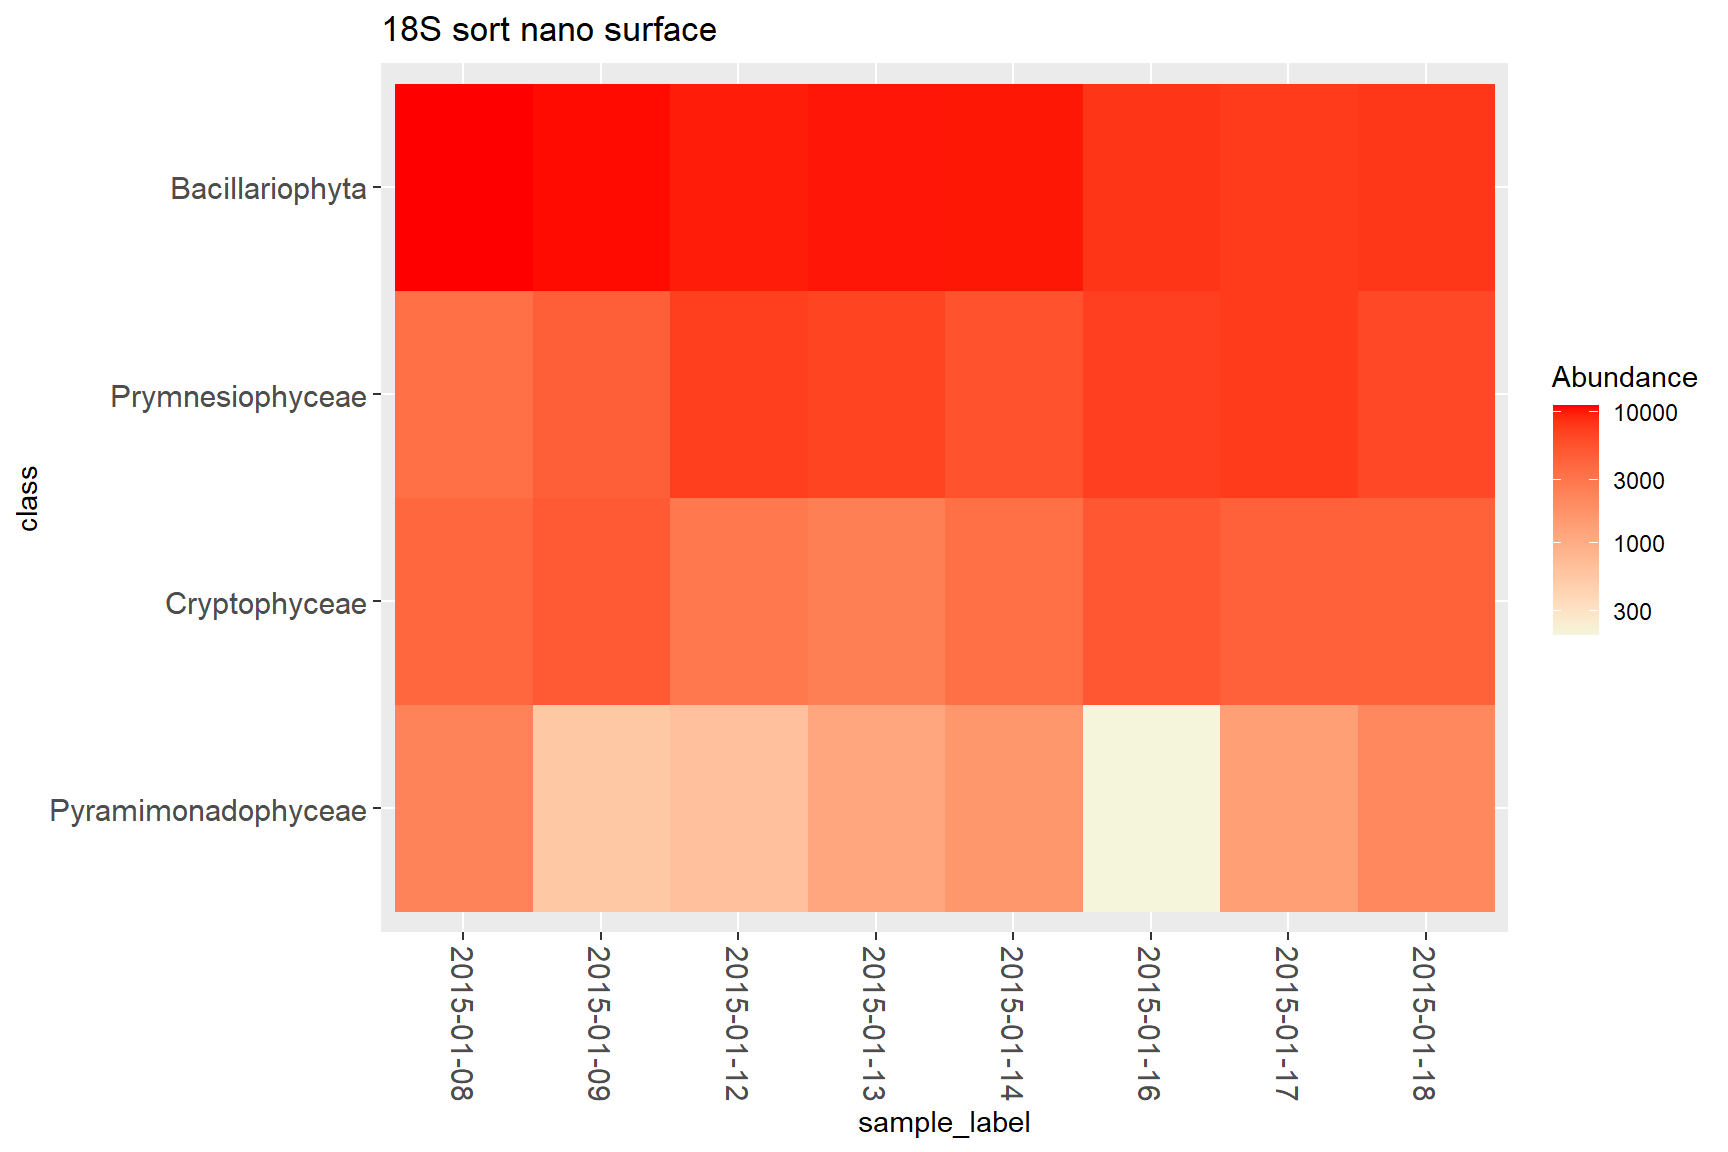 18S sort nano surface
class
Bacillariophyta
Prymnesiophyceae
Cryptophyceae
Pyramimonadophyceae
2015-01-08
2015-01-09
2015-01-12
2015-01-13
2015-01-14
2015-01-16
2015-01-17
2015-01-18
sample_label
Abundance
10000
3000
1000
300